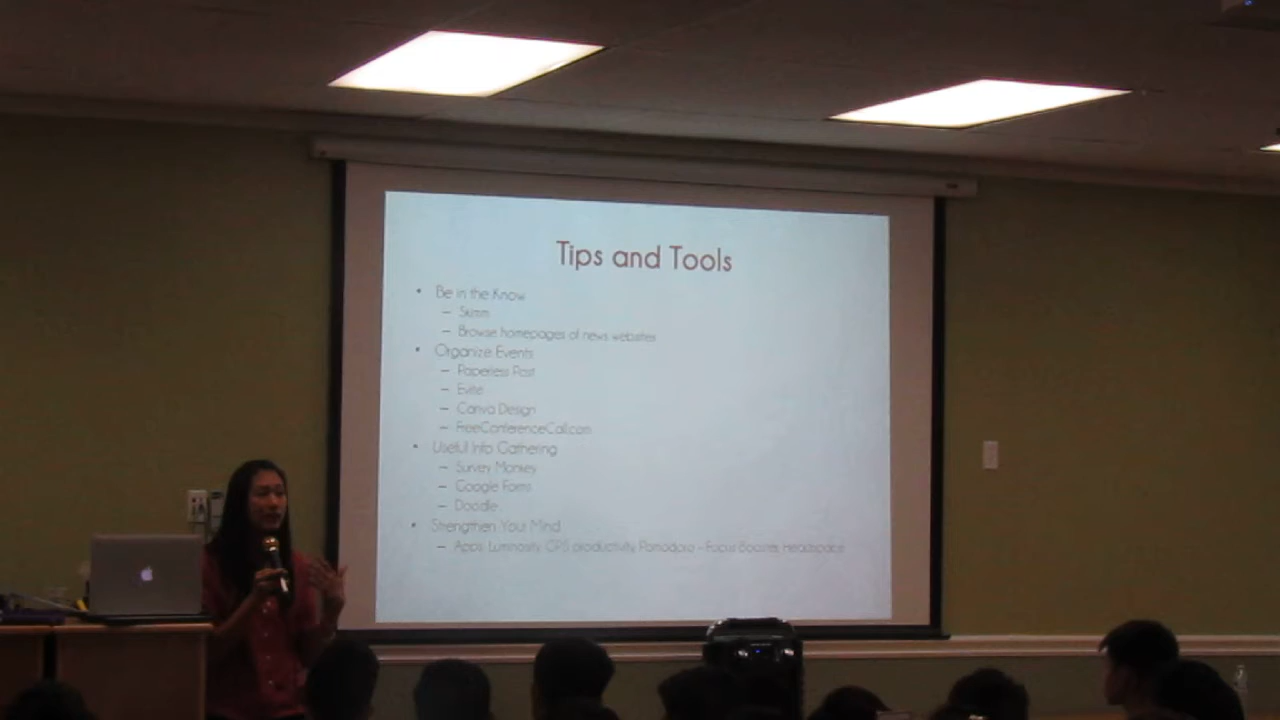 Tips and Tools
• Be in the Know
– Skimm
– Browse homepages of news websites
• Organize Events
– Paperless Post
– Evite
– Canva Design
– FreeConferenceCall.com
• Useful Info Gathering
– Survey Monkey
– Google Forms
– Doodle
• Strengthen Your Mind
– Apps: Luminosity, GPS productivity, Pomodoro – Focus Booster, Headspace